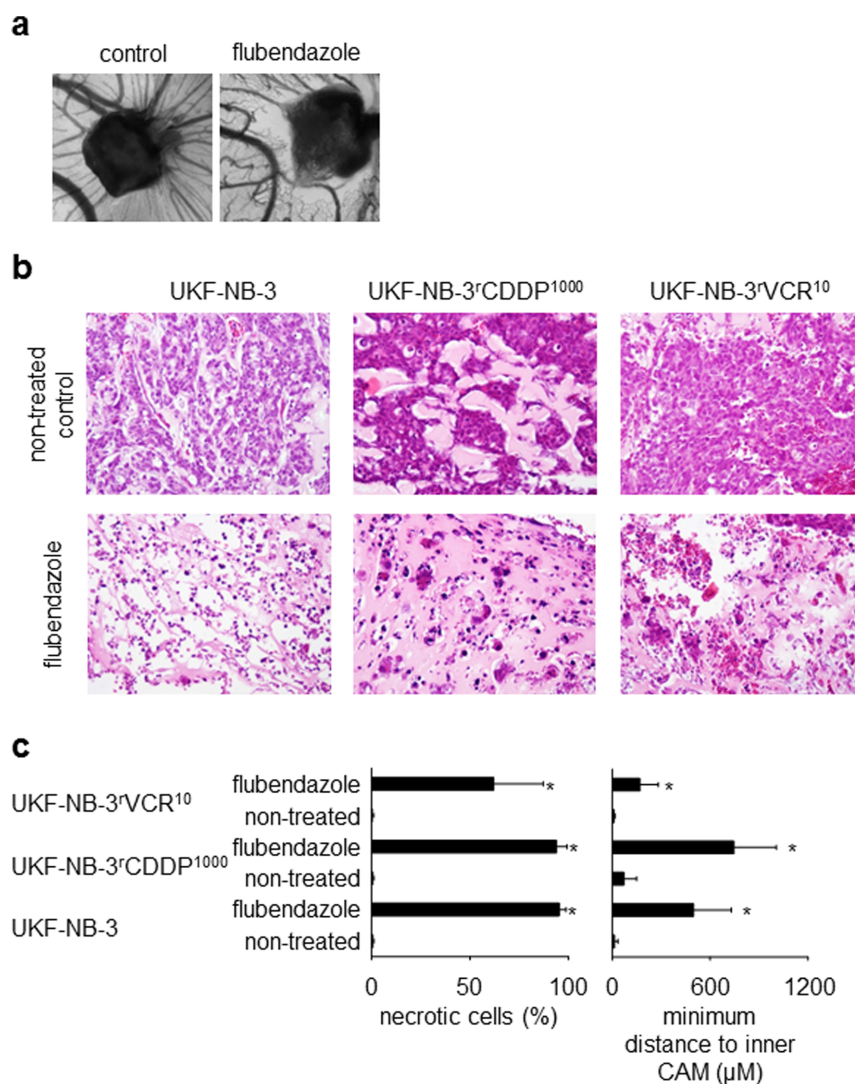 a
control flubendazole
b
UKF-NB-3 UKF-NB-3ʳCDDP¹⁰⁰⁰ UKF-NB-3ʳVCR¹⁰
non-treated
control
flubendazole
c
UKF-NB-3ʳVCR¹⁰
flubendazole *  *
non-treated
UKF-NB-3ʳCDDP¹⁰⁰⁰
flubendazole *  *
non-treated
UKF-NB-3
flubendazole *  *
non-treated
0 50 100 0 600 1200
necrotic cells (%) minimum
distance to inner
CAM (µM)